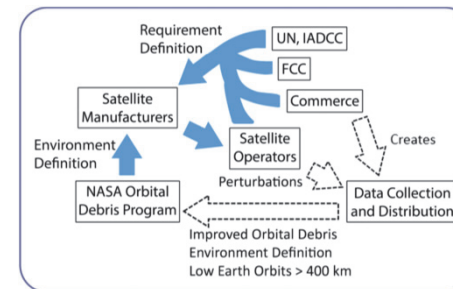 Requirement
Definition
UN, IADCC
FCC
Commerce
Satellite
Manufacturers
Satellite
Operators
Creates
Environment
Definition
Perturbations
NASA Orbital
Debris Program
Data Collection
and Distribution
Improved Orbital Debris
Environment Definition
Low Earth Orbits > 400 km